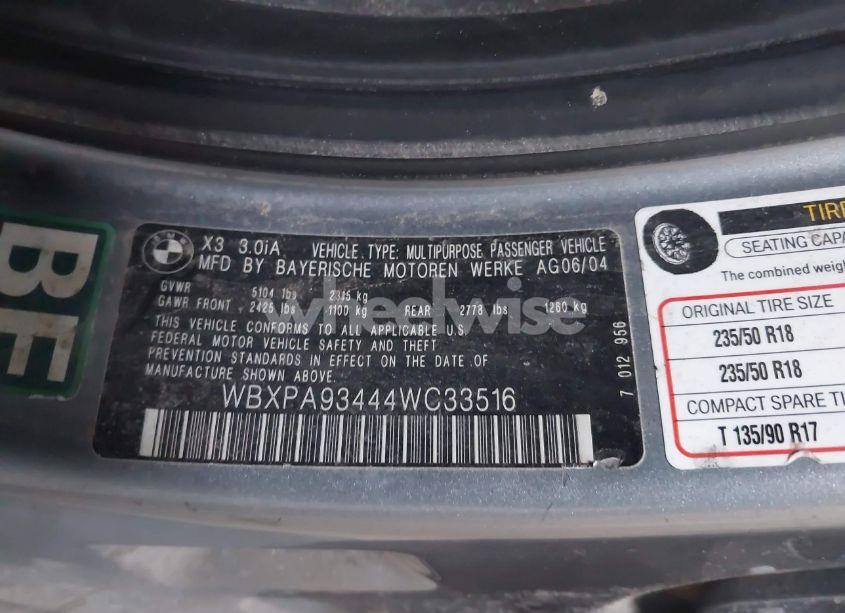 BF
BMW
X3 3.0iA VEHICLE TYPE: MULTIPURPOSE PASSENGER VEHICLE
MFD BY BAYERISCHE MOTOREN WERKE AG06/04
GVWR 5104 lbs 2315 kg
GAWR FRONT 2425 lbs 1100 kg REAR 2778 lbs 1260 kg
THIS VEHICLE CONFORMS TO ALL APPLICABLE U.S.
FEDERAL MOTOR VEHICLE SAFETY AND THEFT
PREVENTION STANDARDS IN EFFECT ON THE DATE OF
MANUFACTURE SHOWN ABOVE.
WBXPA93444WC33516
7 012 956
wheelwise
TIRE
SEATING CAPA
The combined weigh
ORIGINAL TIRE SIZE
235/50 R18
235/50 R18
COMPACT SPARE TI
T 135/90 R17